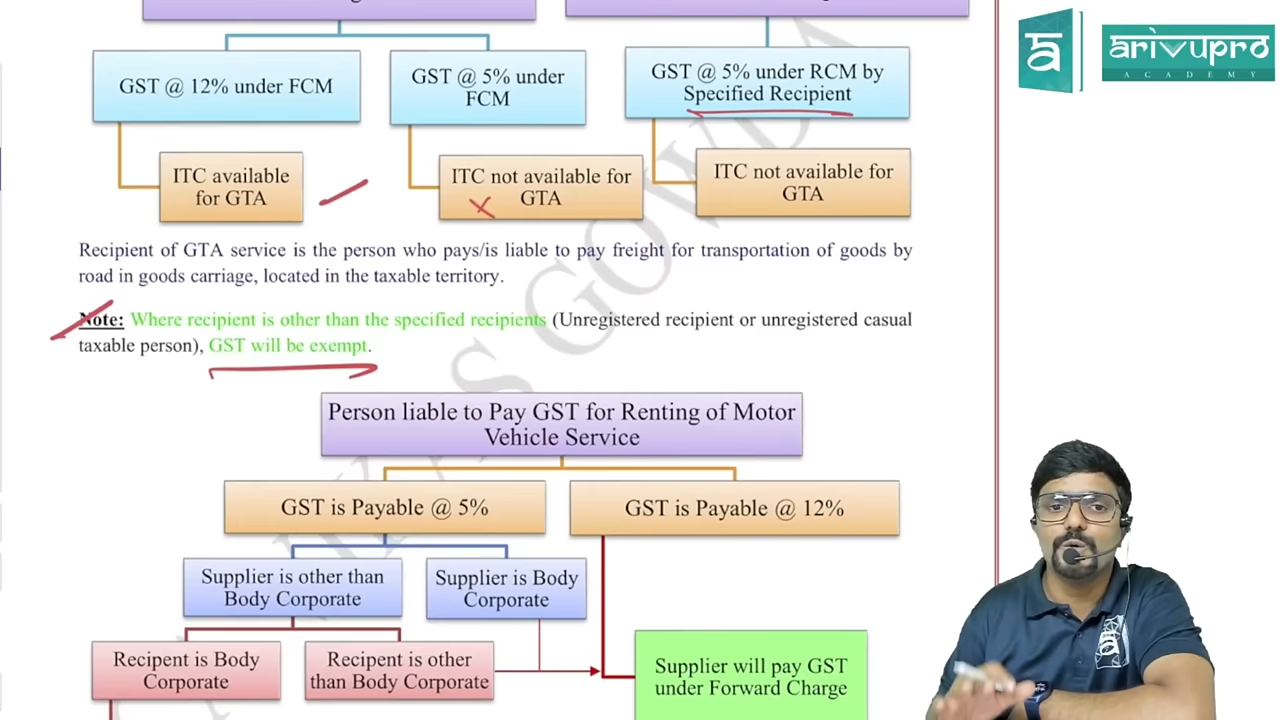 arivupro
ACADEMY
GST @ 12% under FCM
GST @ 5% under
FCM
GST @ 5% under RCM by
Specified Recipient
ITC available
for GTA
ITC not available for
GTA
ITC not available for
GTA
Recipient of GTA service is the person who pays/is liable to pay freight for transportation of goods by
road in goods carriage, located in the taxable territory.
Note: Where recipient is other than the specified recipients (Unregistered recipient or unregistered casual
taxable person), GST will be exempt.
Person liable to Pay GST for Renting of Motor
Vehicle Service
GST is Payable @ 5%
GST is Payable @ 12%
Supplier is other than
Body Corporate
Supplier is Body
Corporate
Recipent is Body
Corporate
Recipent is other
than Body Corporate
Supplier will pay GST
under Forward Charge